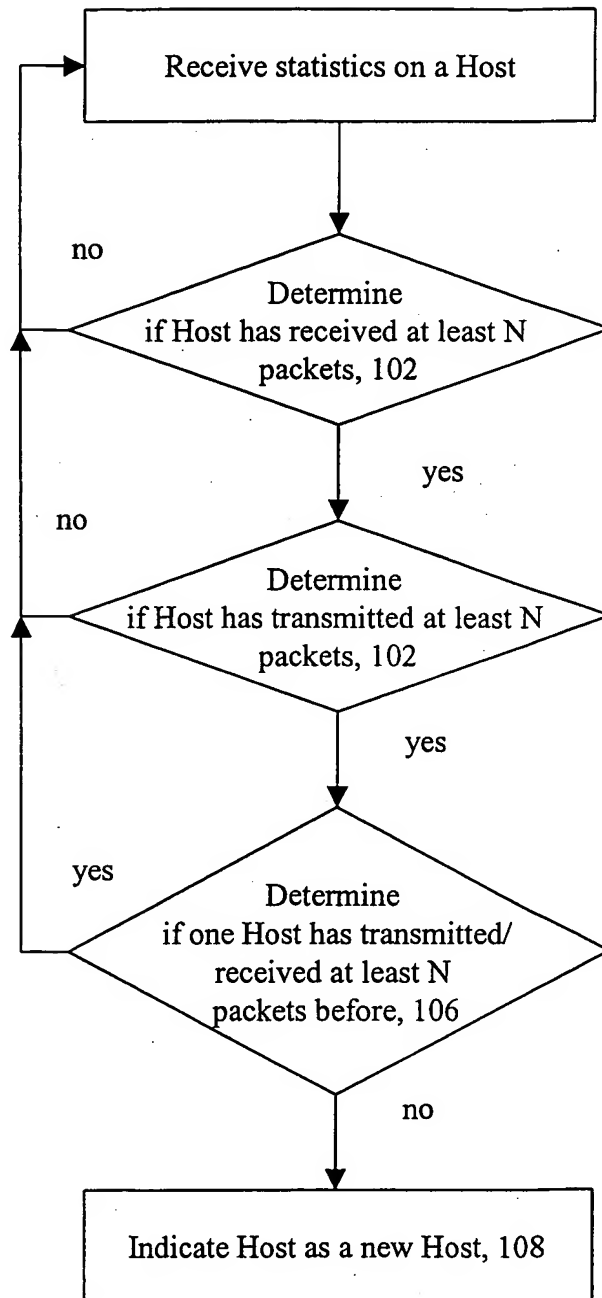 Receive statistics on a Host
no
Determine
if Host has received at least N
packets, 102
yes
no
Determine
if Host has transmitted at least N
packets, 102
yes
yes
Determine
if one Host has transmitted/
received at least N
packets before, 106
no
Indicate Host as a new Host, 108